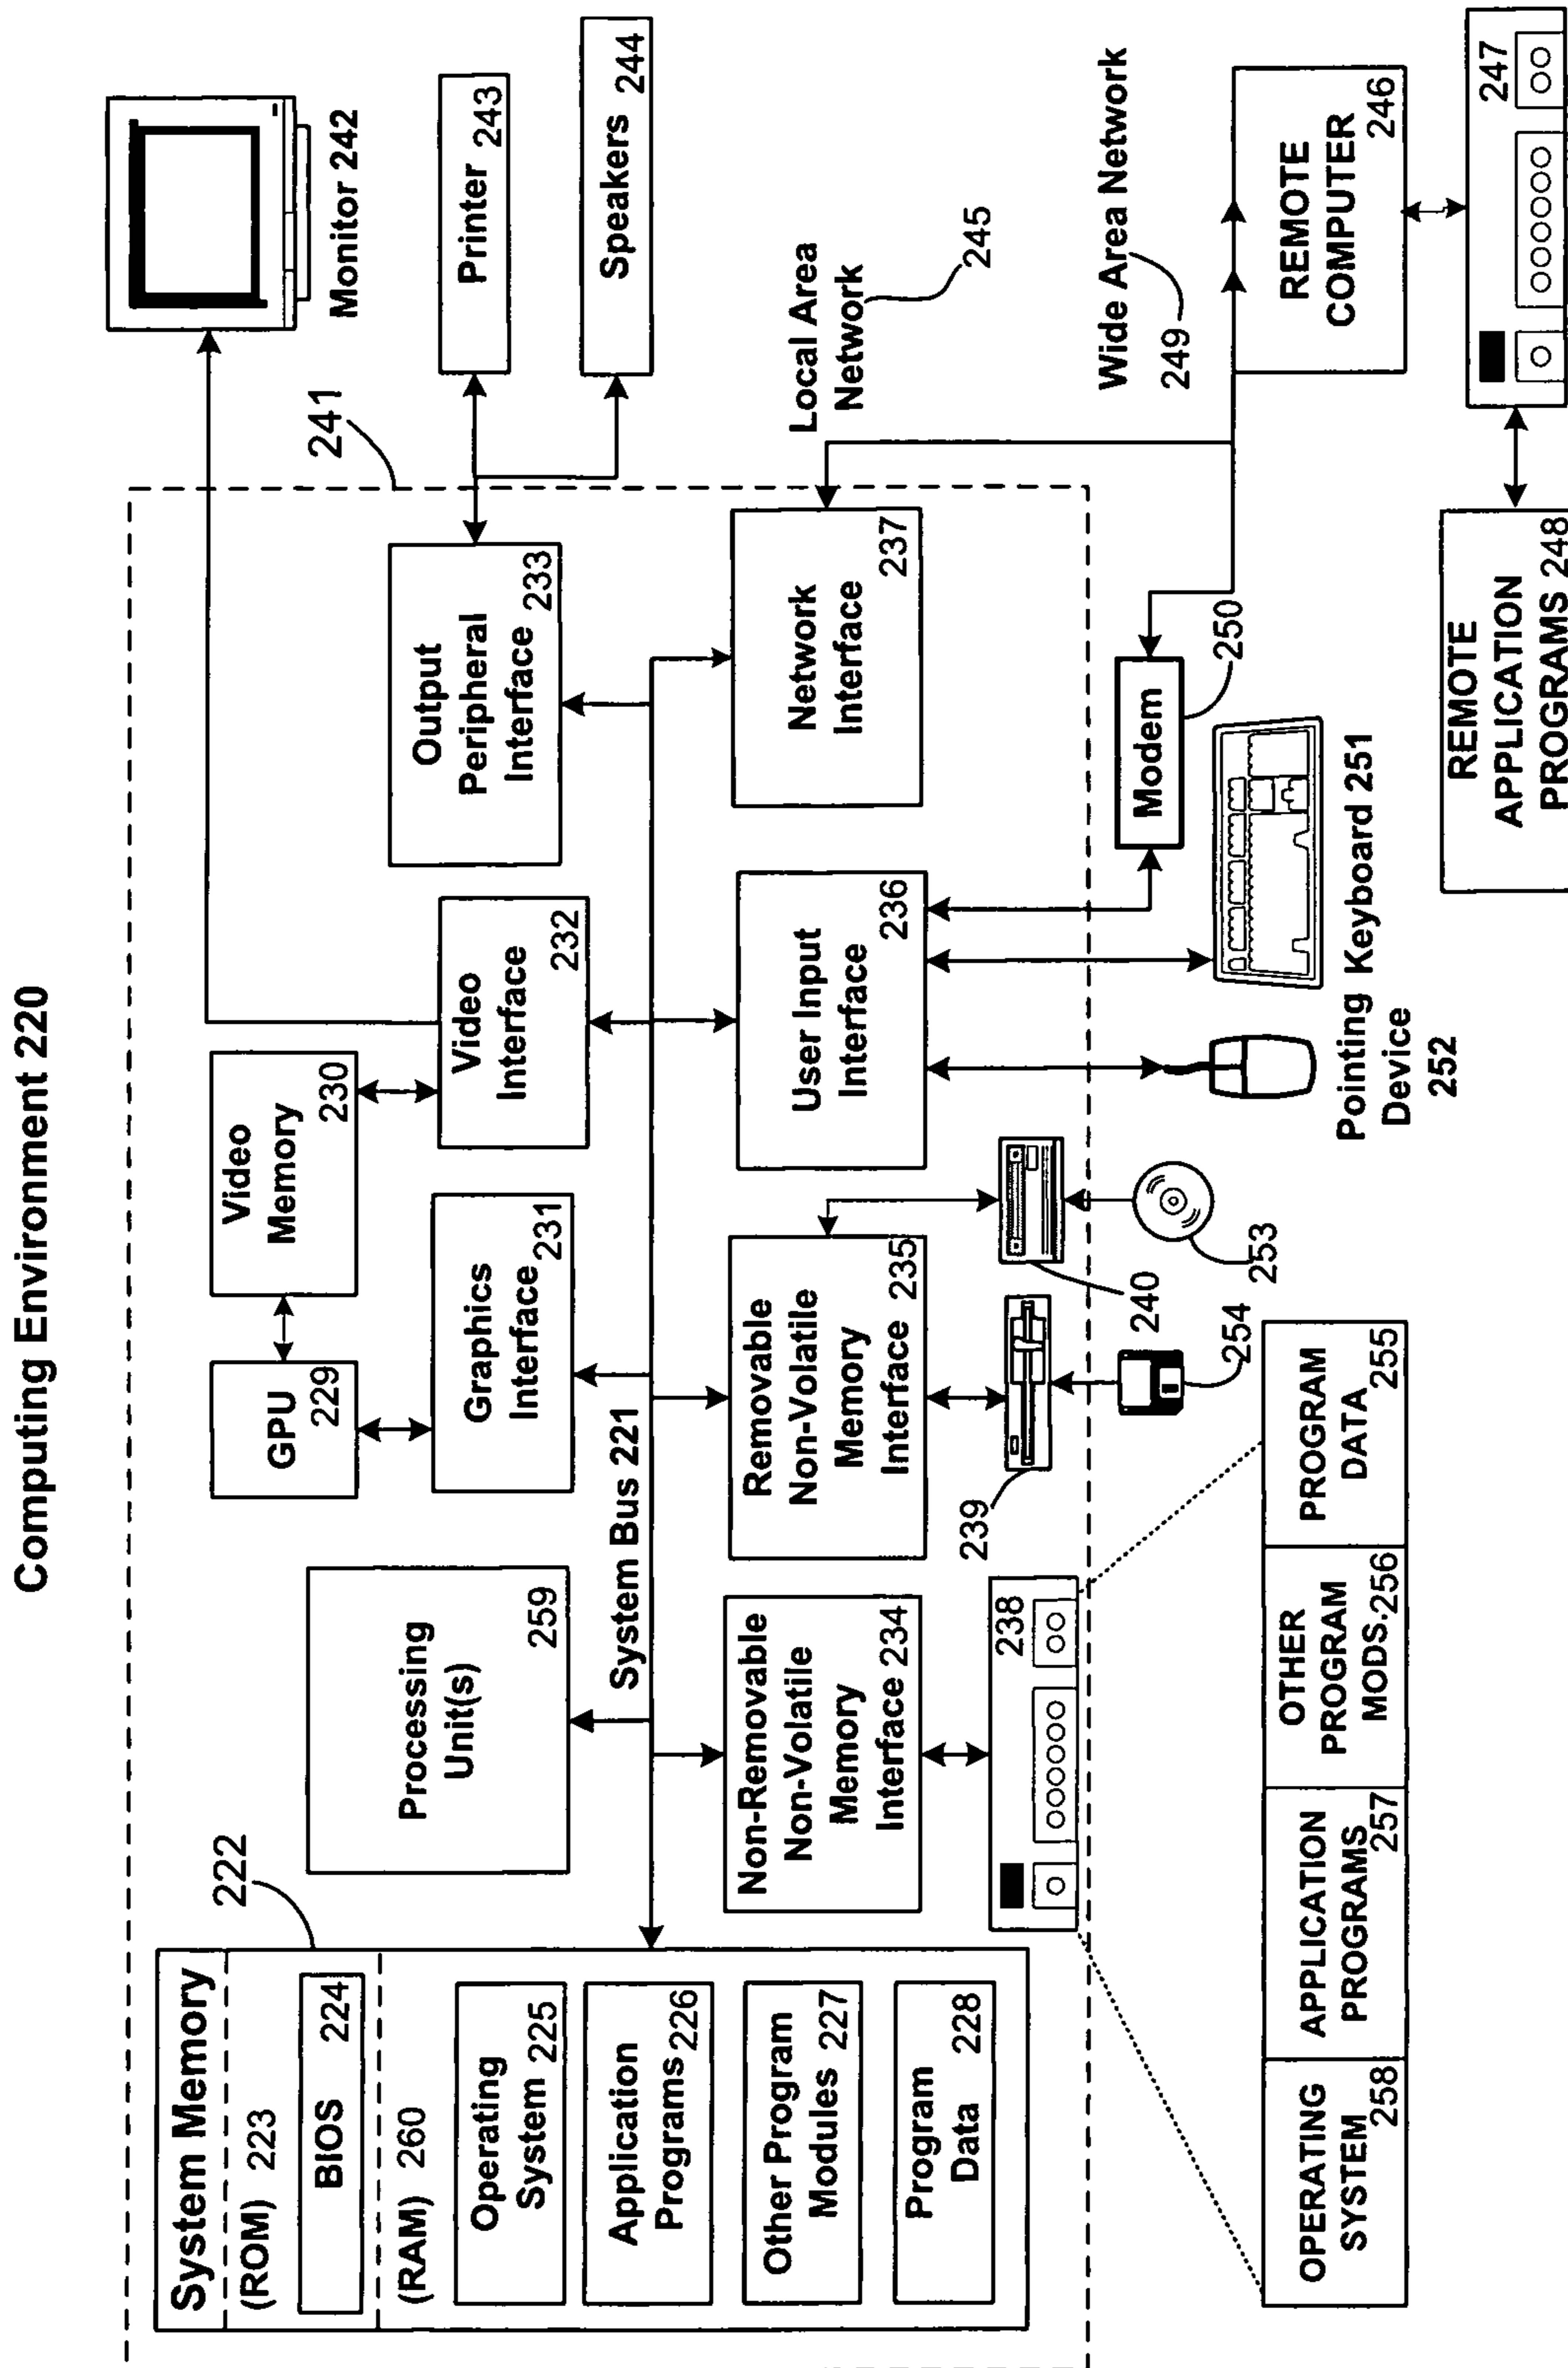 Computing Environment 220
System Memory
(ROM) 223
BIOS 224
(RAM) 260
Operating
System 225
Application
Programs 226
Other Program
Modules 227
Program
Data 228
222
Processing
Unit(s)
259
GPU
229
Video
Memory
230
Graphics
Interface 231
Video
Interface
232
Output
Peripheral
Interface 233
System Bus 221
Non-Removable
Non-Volatile
Memory
Interface 234
Removable
Non-Volatile
Memory
Interface 235
User Input
Interface
236
Network
Interface
237
241
Monitor 242
Printer
243
Speakers
244
Local Area
Network
245
Wide Area Network
249
238
239
240
254
253
Modem
250
Pointing
Device
252
Keyboard 251
REMOTE
COMPUTER
246
247
REMOTE
APPLICATION
PROGRAMS 248
OPERATING
SYSTEM
258
APPLICATION
PROGRAMS
257
OTHER
PROGRAM
MODS. 256
PROGRAM
DATA
255